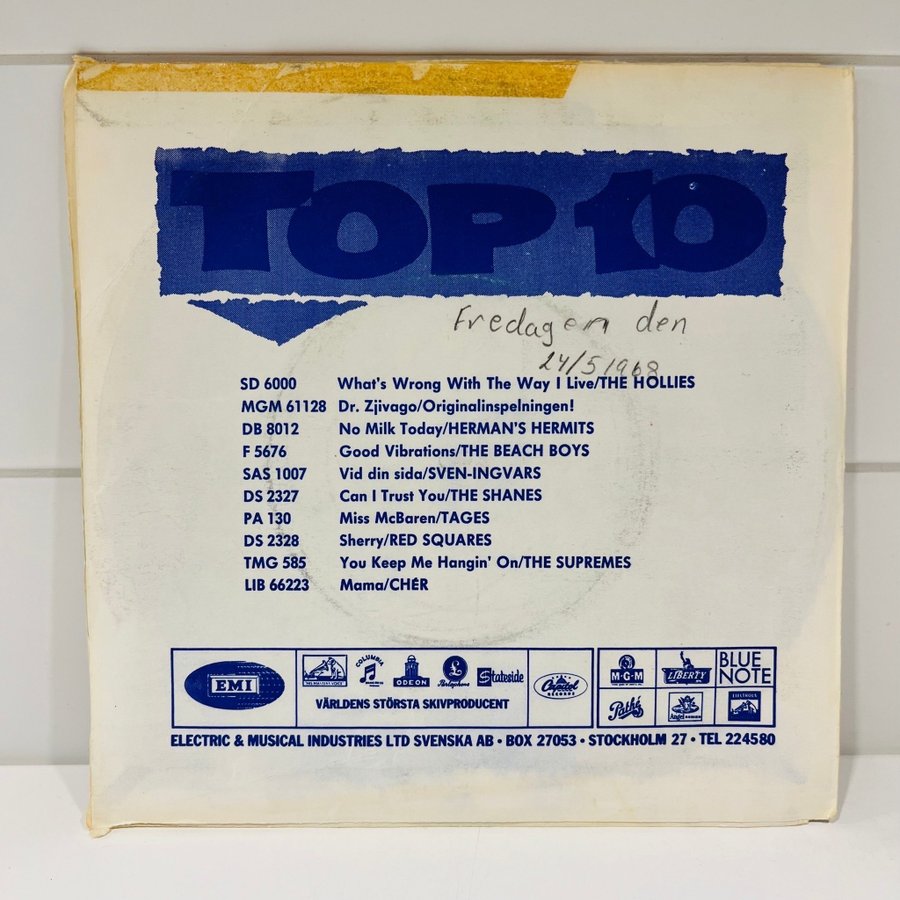 TOP 10
Fredagen den
24/5 1968
SD 6000 What's Wrong With The Way I Live/THE HOLLIES
MGM 61128 Dr. Zjivago/Originalinspelningen!
DB 8012 No Milk Today/HERMAN'S HERMITS
F 5676 Good Vibrations/THE BEACH BOYS
SAS 1007 Vid din sida/SVEN-INGVARS
DS 2327 Can I Trust You/THE SHANES
PA 130 Miss McBaren/TAGES
DS 2328 Sherry/RED SQUARES
TMG 585 You Keep Me Hangin' On/THE SUPREMES
LIB 66223 Mama/CHÉR
EMI
COLUMBIA ODEON Parlophone Stateside
VÄRLDENS STÖRSTA SKIVPRODUCENT
Capitol RECORDS
M-G-M LIBERTY BLUE NOTE
Pathé Angel
ELECTRIC & MUSICAL INDUSTRIES LTD SVENSKA AB • BOX 27053 • STOCKHOLM 27 • TEL 224580